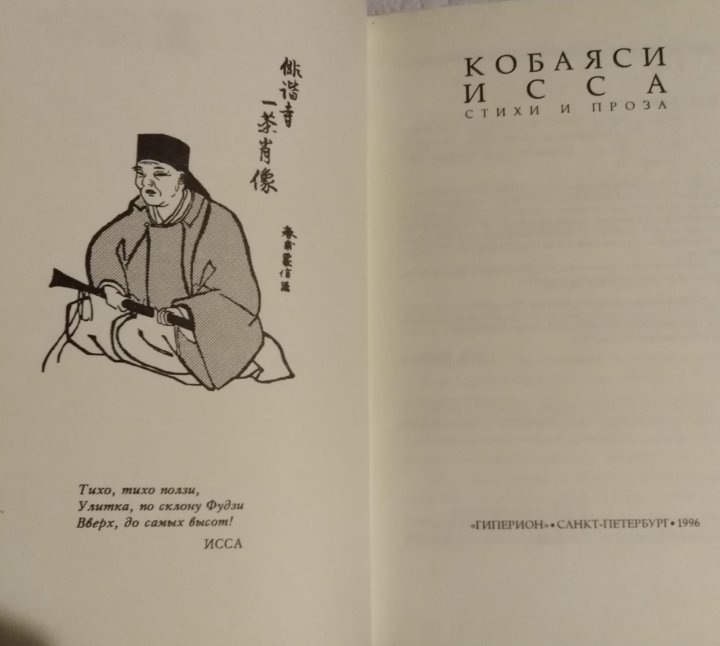 俳諧寺
一茶肖像
Тихо, тихо ползи,
Улитка, по склону Фудзи
Вверх, до самых высот!
ИССА
КОБАЯСИ
ИССА
СТИХИ И ПРОЗА
«ГИПЕРИОН»•САНКТ-ПЕТЕРБУРГ•1996